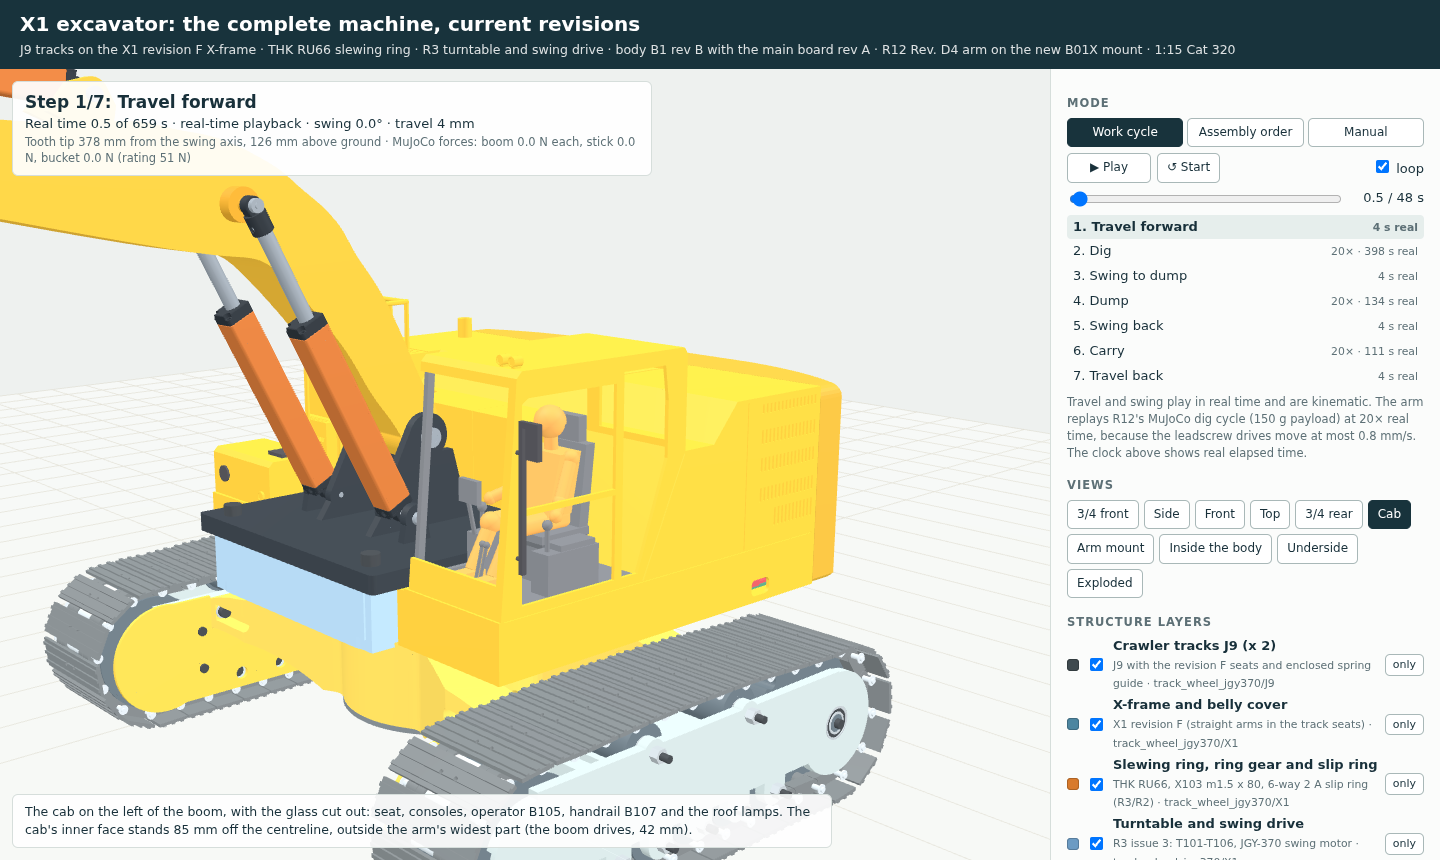 X1 excavator: the complete machine, current revisions
J9 tracks on the X1 revision F X-frame · THK RU66 slewing ring · R3 turntable and swing drive · body B1 rev B with the main board rev A · R12 Rev. D4 arm on the new B01X mount · 1:15 Cat 320
Step 1/7: Travel forward
Real time 0.5 of 659 s · real-time playback · swing 0.0° · travel 4 mm
Tooth tip 378 mm from the swing axis, 126 mm above ground · MuJoCo forces: boom 0.0 N each, stick 0.0
N, bucket 0.0 N (rating 51 N)
The cab on the left of the boom, with the glass cut out: seat, consoles, operator B105, handrail B107 and the roof lamps. The
cab's inner face stands 85 mm off the centreline, outside the arm's widest part (the boom drives, 42 mm).
MODE
Work cycle Assembly order Manual
▶ Play ↺ Start loop
0.5 / 48 s
1. Travel forward 4 s real
2. Dig 20× · 398 s real
3. Swing to dump 4 s real
4. Dump 20× · 134 s real
5. Swing back 4 s real
6. Carry 20× · 111 s real
7. Travel back 4 s real
Travel and swing play in real time and are kinematic. The arm
replays R12's MuJoCo dig cycle (150 g payload) at 20× real
time, because the leadscrew drives move at most 0.8 mm/s.
The clock above shows real elapsed time.
VIEWS
3/4 front Side Front Top 3/4 rear Cab
Arm mount Inside the body Underside
Exploded
STRUCTURE LAYERS
Crawler tracks J9 (x 2)
J9 with the revision F seats and enclosed spring only
guide · track_wheel_jgy370/J9
X-frame and belly cover
X1 revision F (straight arms in the track seats) · only
track_wheel_jgy370/X1
Slewing ring, ring gear and slip ring
THK RU66, X103 m1.5 x 80, 6-way 2 A slip ring only
(R3/R2) · track_wheel_jgy370/X1
Turntable and swing drive
R3 issue 3: T101-T106, JGY-370 swing motor · only